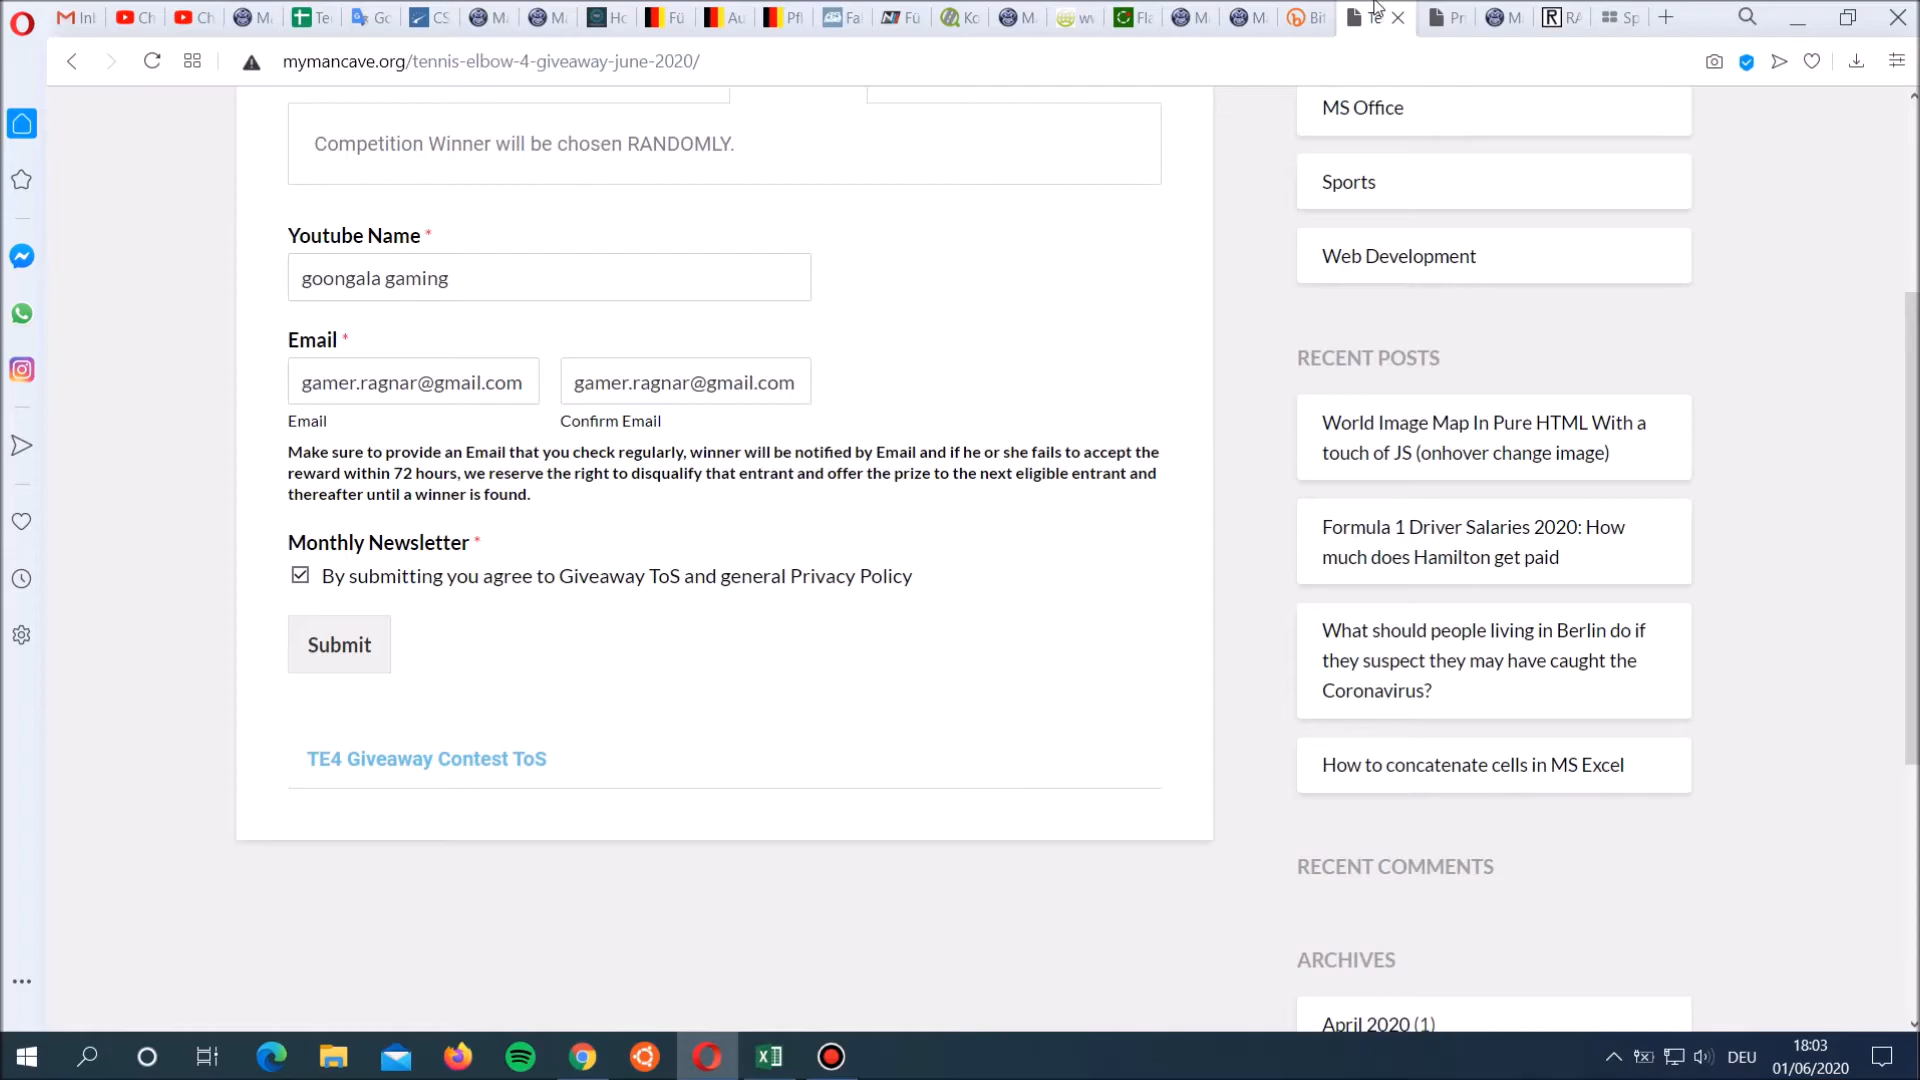 mymancave.org/tennis-elbow-4-giveaway-june-2020/
Competition Winner will be chosen RANDOMLY.
Youtube Name *
goongala gaming
Email *
gamer.ragnar@gmail.com
gamer.ragnar@gmail.com
Email
Confirm Email
Make sure to provide an Email that you check regularly, winner will be notified by Email and if he or she fails to accept the
reward within 72 hours, we reserve the right to disqualify that entrant and offer the prize to the next eligible entrant and
thereafter until a winner is found.
Monthly Newsletter *
By submitting you agree to Giveaway ToS and general Privacy Policy
Submit
TE4 Giveaway Contest ToS
MS Office
Sports
Web Development
RECENT POSTS
World Image Map In Pure HTML With a
touch of JS (onhover change image)
Formula 1 Driver Salaries 2020: How
much does Hamilton get paid
What should people living in Berlin do if
they suspect they may have caught the
Coronavirus?
How to concatenate cells in MS Excel
RECENT COMMENTS
ARCHIVES
April 2020 (1)
DEU
18:03
01/06/2020